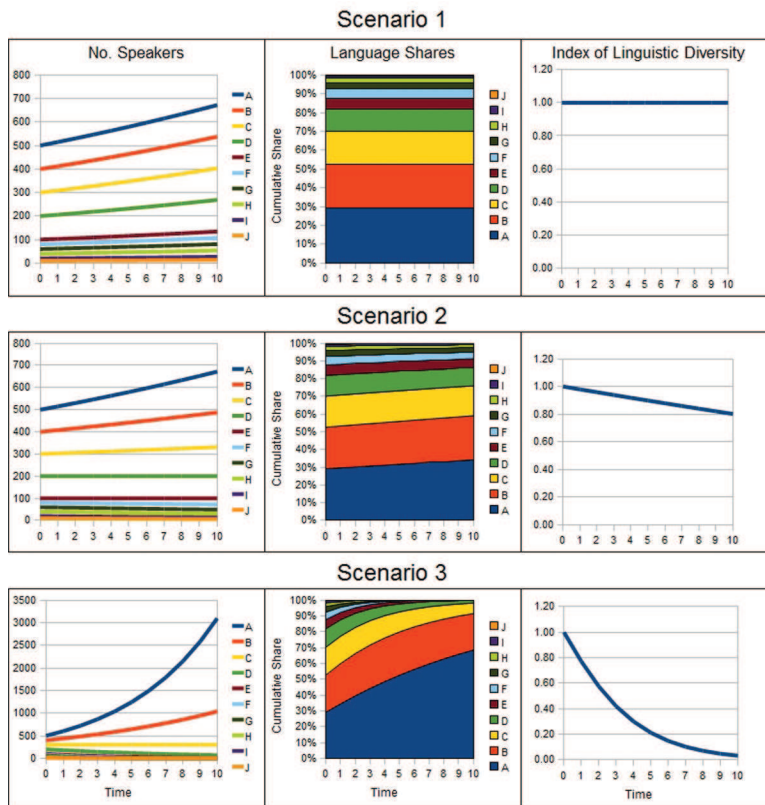 Scenario 1
No. Speakers
800
700
600
500
400
300
200
100
0
0 1 2 3 4 5 6 7 8 9 10
A
B
C
D
E
F
G
H
I
J
Language Shares
Cumulative Share
100%
90%
80%
70%
60%
50%
40%
30%
20%
10%
0%
0 1 2 3 4 5 6 7 8 9 10
J
I
H
G
F
E
D
C
B
A
Index of Linguistic Diversity
1.20
1.00
0.80
0.60
0.40
0.20
0.00
0 1 2 3 4 5 6 7 8 9 10
Scenario 2
800
700
600
500
400
300
200
100
0
0 1 2 3 4 5 6 7 8 9 10
A
B
C
D
E
F
G
H
I
J
Cumulative Share
100%
90%
80%
70%
60%
50%
40%
30%
20%
10%
0%
0 1 2 3 4 5 6 7 8 9 10
J
I
H
G
F
E
D
C
B
A
1.20
1.00
0.80
0.60
0.40
0.20
0.00
0 1 2 3 4 5 6 7 8 9 10
Scenario 3
3500
3000
2500
2000
1500
1000
500
0
0 1 2 3 4 5 6 7 8 9 10
Time
A
B
C
D
E
F
G
H
I
J
Cumulative Share
100%
90%
80%
70%
60%
50%
40%
30%
20%
10%
0%
0 1 2 3 4 5 6 7 8 9 10
Time
J
I
H
G
F
E
D
C
B
A
1.20
1.00
0.80
0.60
0.40
0.20
0.00
0 1 2 3 4 5 6 7 8 9 10
Time